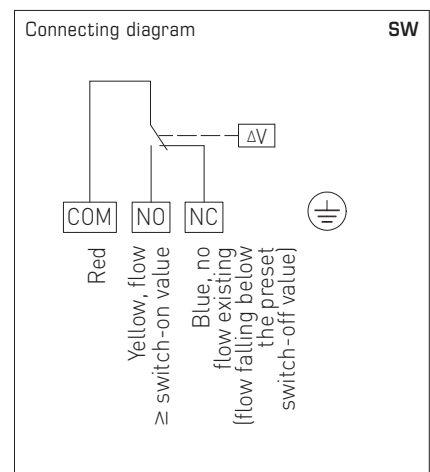 Connecting diagram
SW
ΔV
COM
NO
NC
Red
Yellow, flow
≥ switch-on value
Blue, no
flow existing
(flow falling below
the preset
switch-off value)